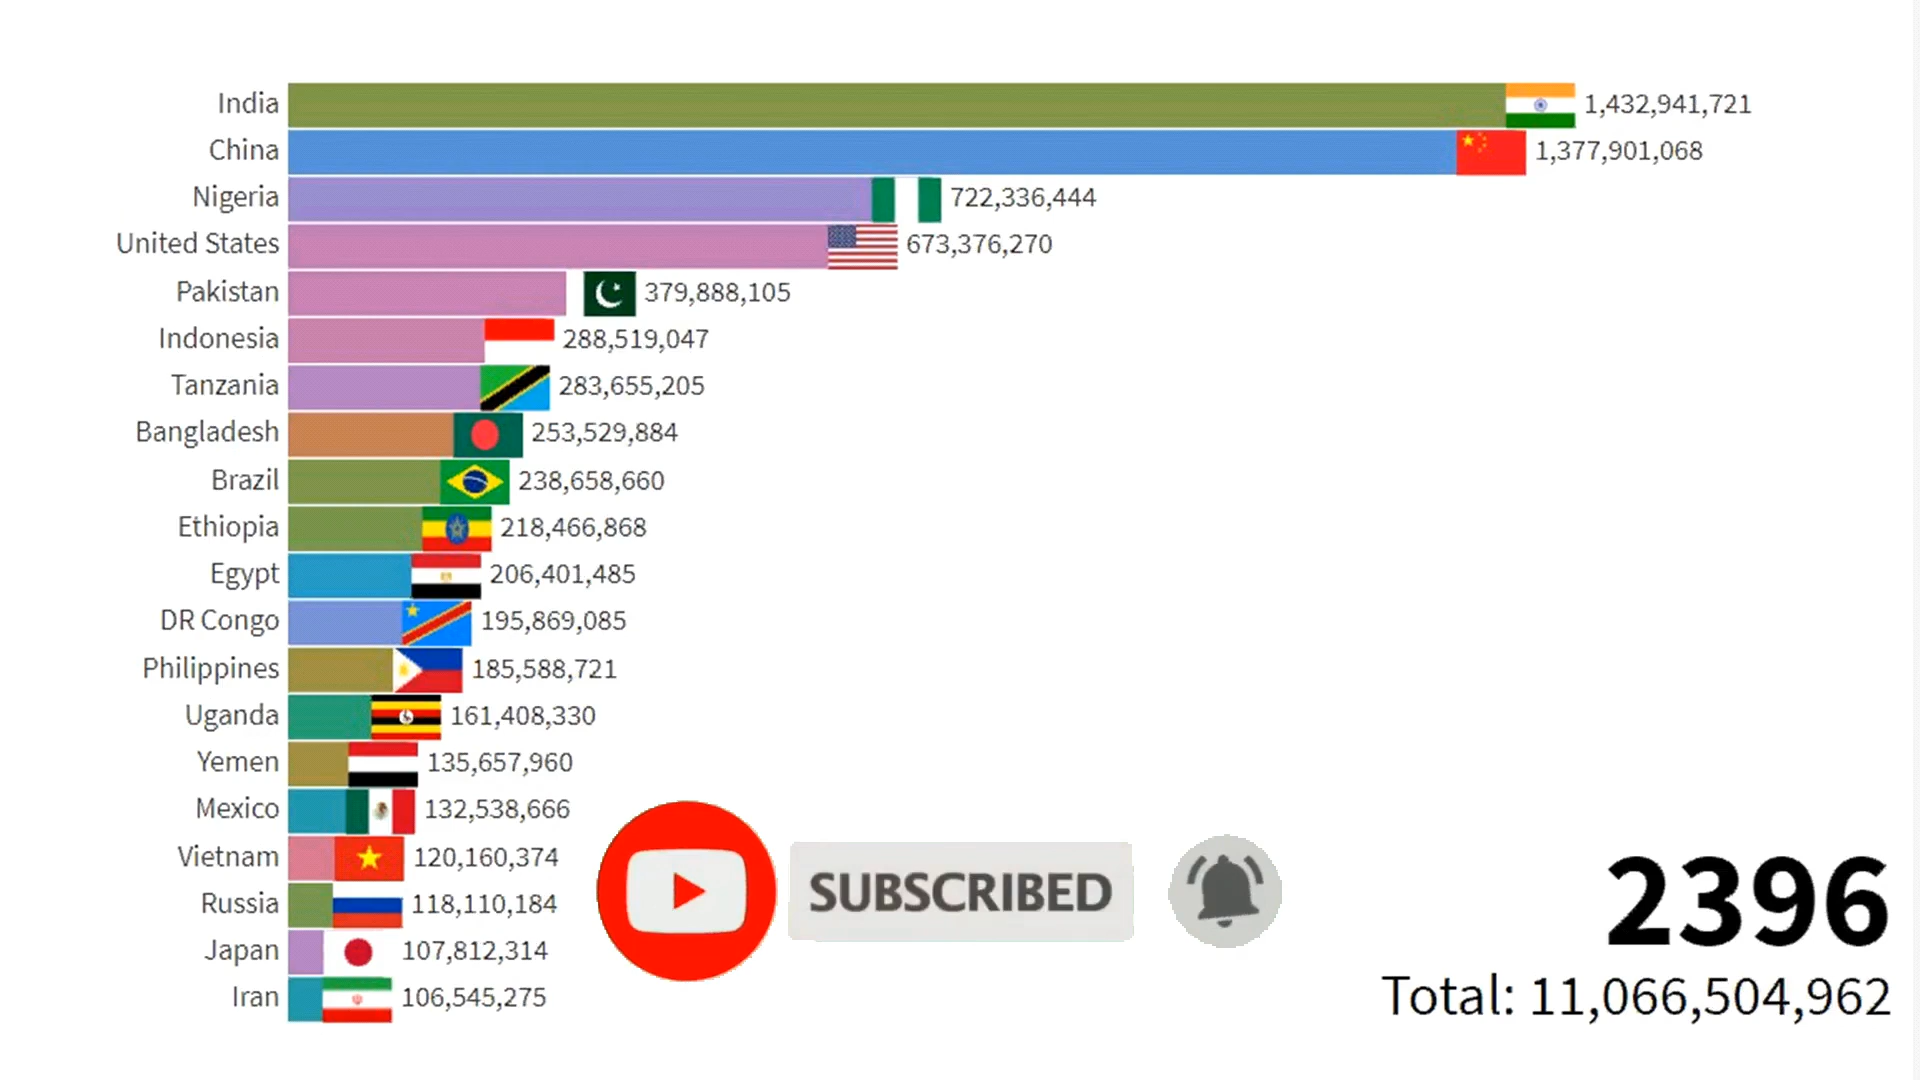 India 1,432,941,721
China 1,377,901,068
Nigeria 722,336,444
United States 673,376,270
Pakistan 379,888,105
Indonesia 288,519,047
Tanzania 283,655,205
Bangladesh 253,529,884
Brazil 238,658,660
Ethiopia 218,466,868
Egypt 206,401,485
DR Congo 195,869,085
Philippines 185,588,721
Uganda 161,408,330
Yemen 135,657,960
Mexico 132,538,666
Vietnam 120,160,374
Russia 118,110,184
Japan 107,812,314
Iran 106,545,275
SUBSCRIBED
2396
Total: 11,066,504,962